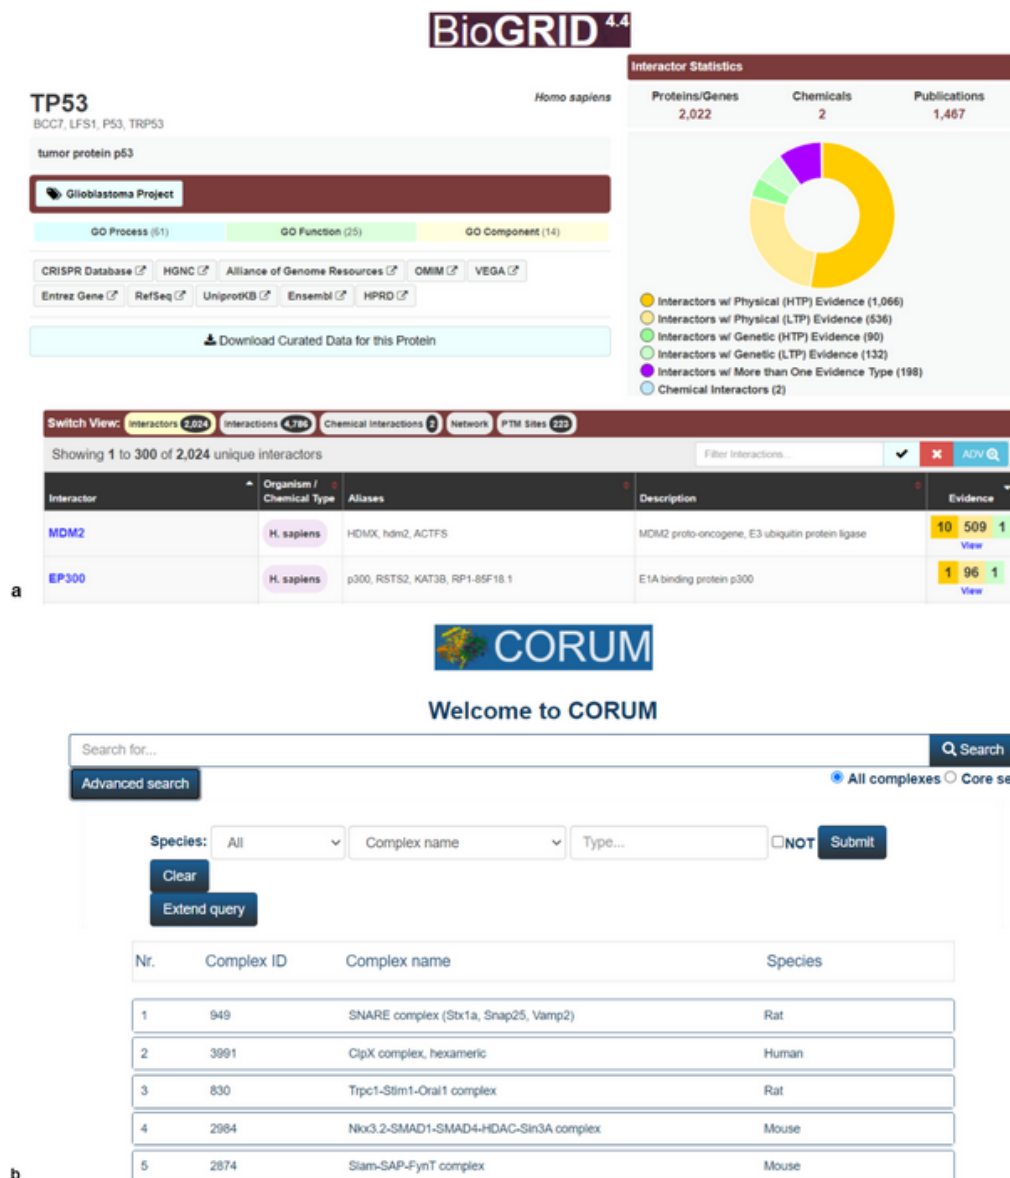 BioGRID 4.4
TP53
Homo sapiens
BCC7, LFS1, P53, TRP53
tumor protein p53
Glioblastoma Project
GO Process (61) GO Function (25) GO Component (14)
CRISPR Database HGNC Alliance of Genome Resources OMIM VEGA
Entrez Gene RefSeq UniprotKB Ensembl HPRD
Download Curated Data for this Protein
Interactor Statistics
Proteins/Genes Chemicals Publications
2,022 2 1,467
Interactors w/ Physical (HTP) Evidence (1,066)
Interactors w/ Physical (LTP) Evidence (536)
Interactors w/ Genetic (HTP) Evidence (90)
Interactors w/ Genetic (LTP) Evidence (132)
Interactors w/ More than One Evidence Type (198)
Chemical Interactors (2)
Switch View: Interactors 2,024 Interactions 4,786 Chemical Interactions 2 Network PTM Sites 223
Showing 1 to 300 of 2,024 unique interactors Filter Interactions... ADV
Interactor Organism / Chemical Type Aliases Description Evidence
MDM2 H. sapiens HDMX, hdm2, ACTFS MDM2 proto-oncogene, E3 ubiquitin protein ligase 10 509 1
View
EP300 H. sapiens p300, RSTS2, KAT3B, RP1-85F18.1 E1A binding protein p300 1 96 1
View
a
CORUM
Welcome to CORUM
Search for... Search
Advanced search All complexes Core se
Species: All Complex name Type... NOT Submit
Clear
Extend query
Nr. Complex ID Complex name Species
1 949 SNARE complex (Stx1a, Snap25, Vamp2) Rat
2 3991 ClpX complex, hexameric Human
3 830 Trpc1-Stim1-Orai1 complex Rat
4 2984 Nkx3.2-SMAD1-SMAD4-HDAC-Sin3A complex Mouse
5 2874 Slam-SAP-FynT complex Mouse
b